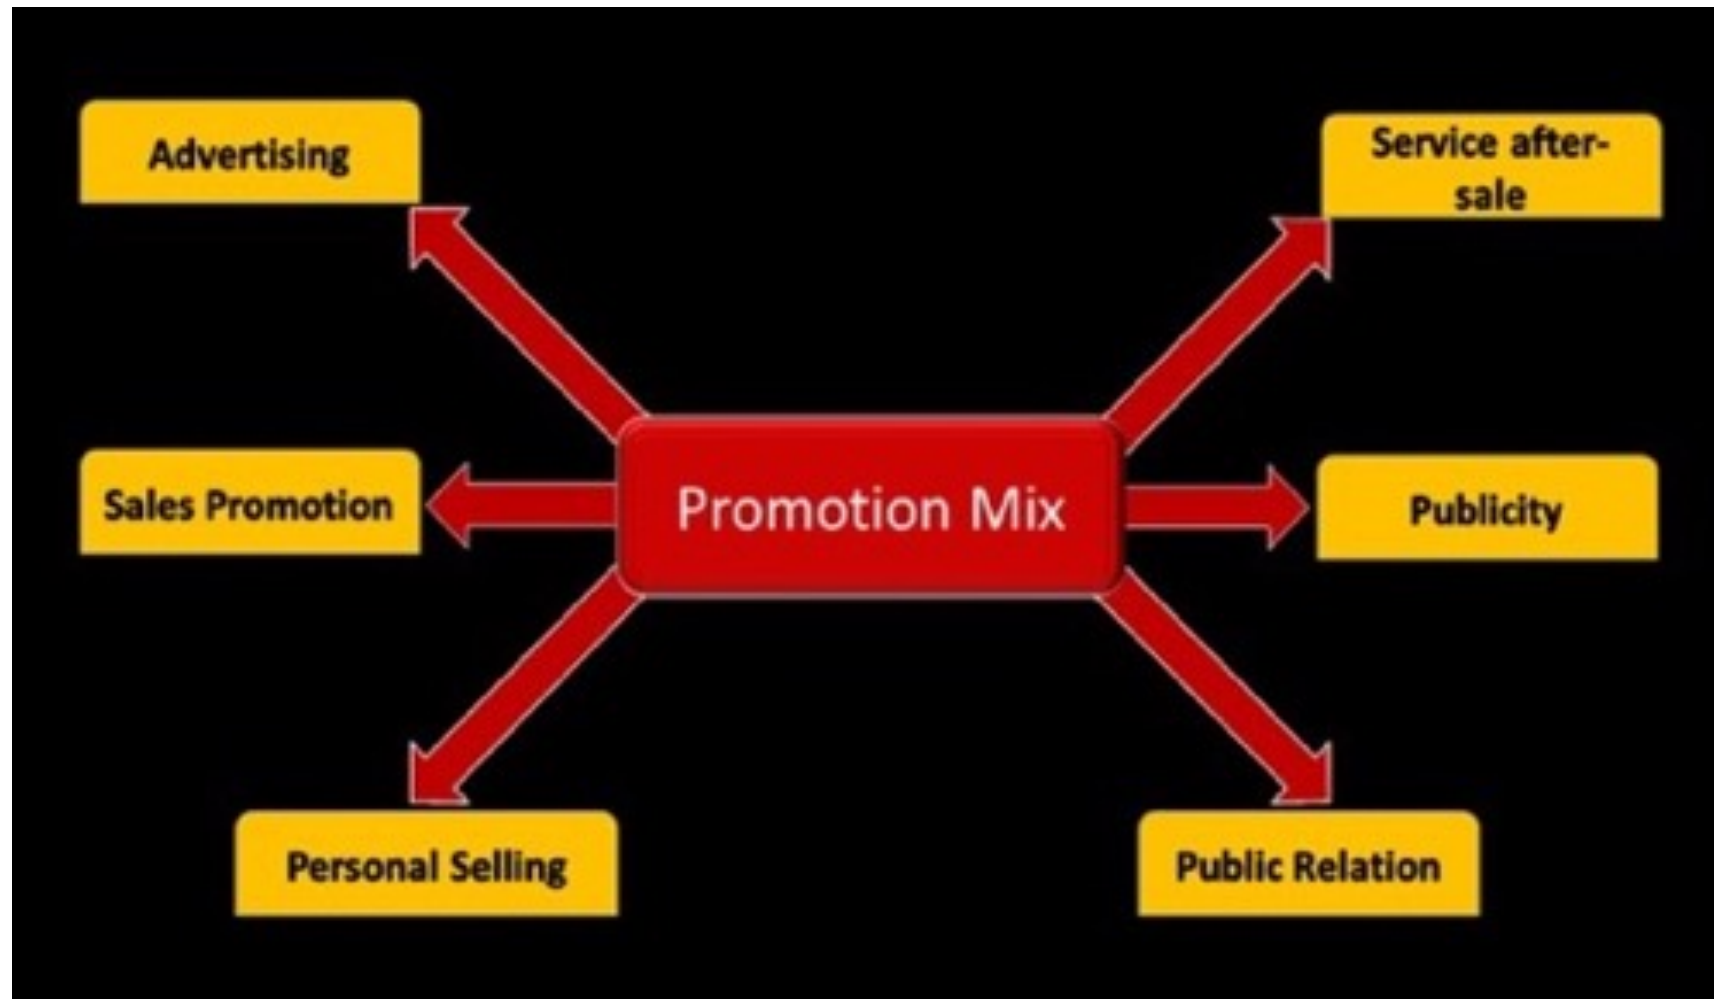 Advertising
Service after-
sale
Sales Promotion
Promotion Mix
Publicity
Personal Selling
Public Relation